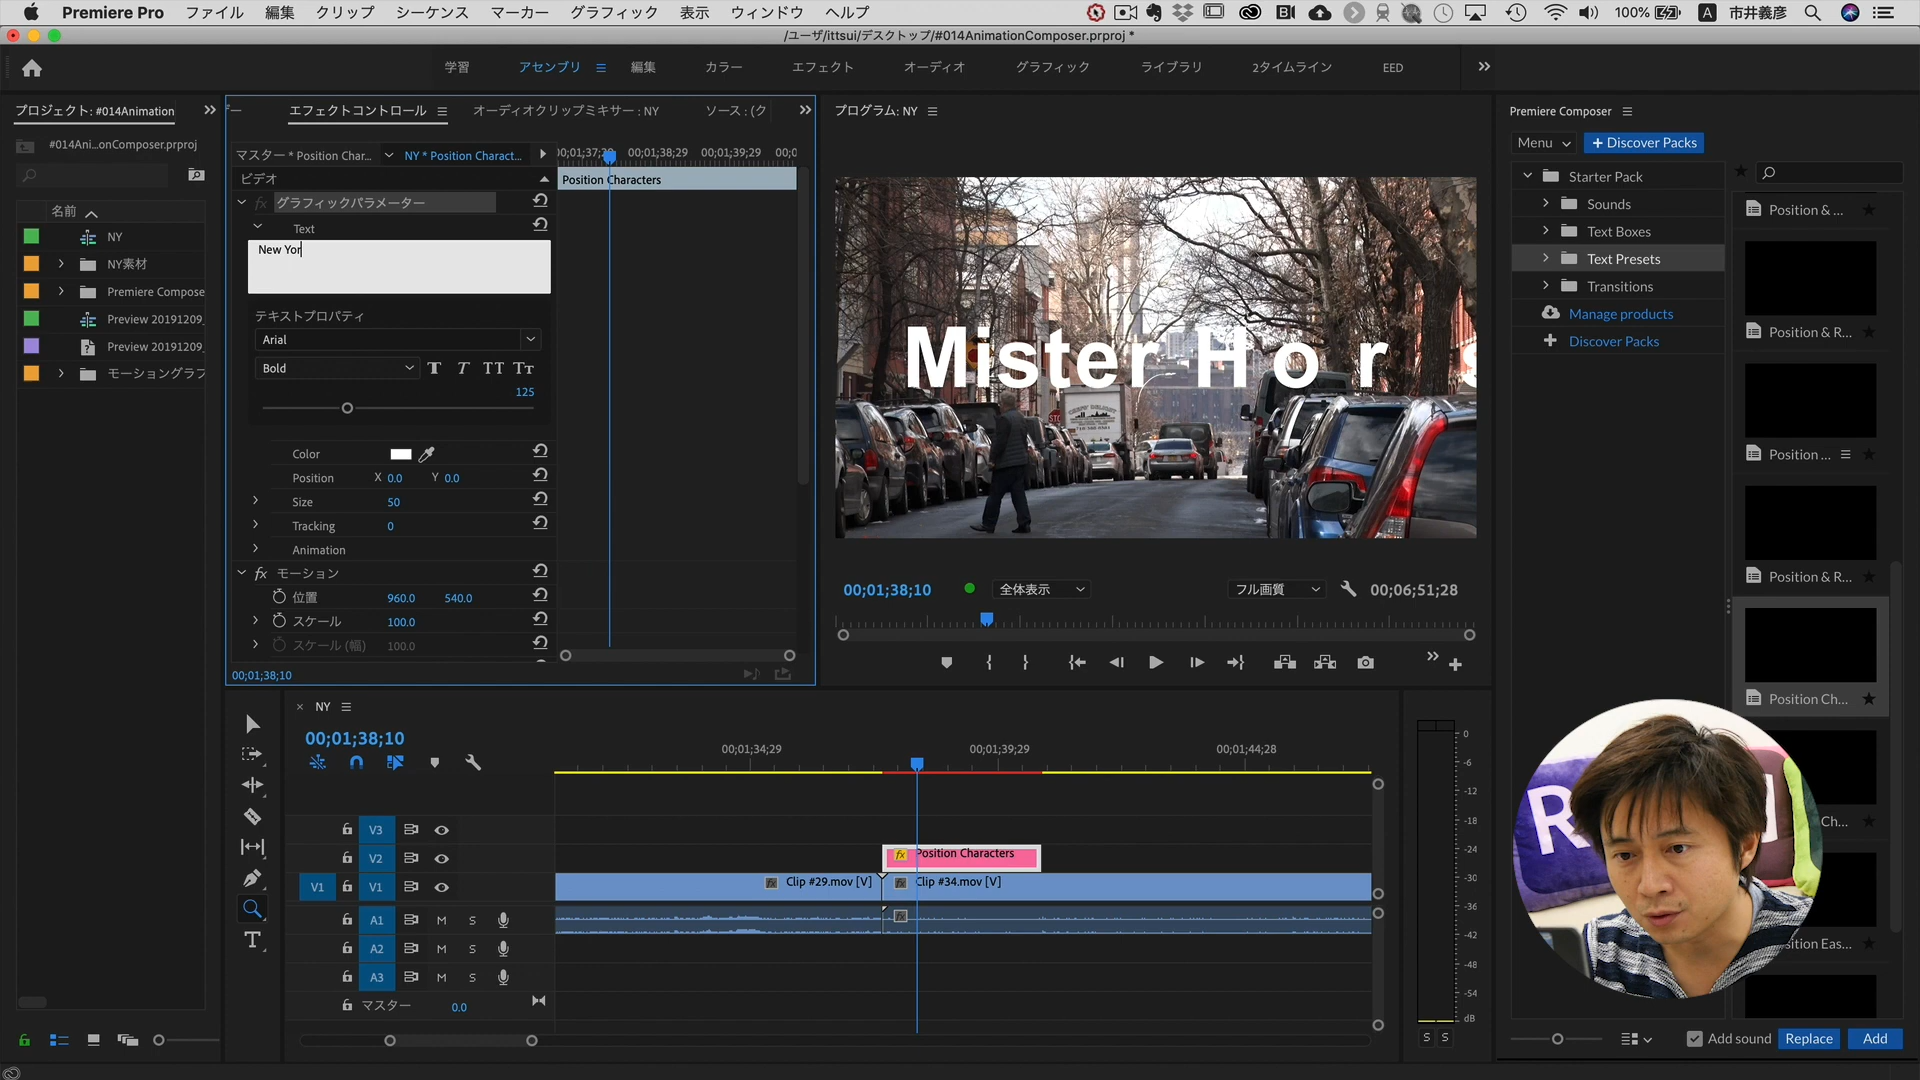 Premiere Pro ファイル 編集 クリップ シーケンス マーカー グラフィック 表示 ウィンドウ ヘルプ 100% A 市井義彦
/ユーザ/ittsui/デスクトップ/#014AnimationComposer.prproj *
学習 アセンブリ 編集 カラー エフェクト オーディオ グラフィック ライブラリ 2タイムライン EED
プロジェクト: #014Animation
#014Ani...onComposer.prproj
名前
NY
NY素材
Premiere Compose
Preview 20191209_
Preview 20191209_
モーショングラフ
エフェクトコントロール オーディオクリップミキサー : NY ソース : (ク
マスター * Position Char... NY * Position Charact...
00;01;38;29 00;01;39;29
ビデオ
Position Characters
グラフィックパラメーター
Text
New Yor
テキストプロパティ
Arial
Bold T T TT Tт
125
Color
Position X 0.0 Y 0.0
Size 50
Tracking 0
Animation
fx モーション
位置 960.0 540.0
スケール 100.0
スケール (幅) 100.0
00;01;38;10
プログラム: NY
Mister H o r s
00;01;38;10 全体表示 フル画質 00;06;51;28
Premiere Composer
Menu + Discover Packs
Starter Pack
Sounds
Text Boxes
Text Presets
Transitions
Manage products
Discover Packs
Position & ...
Position & R...
Position ...
Position & R...
Position Ch...
Ch...
sition Eas...
Add sound Replace Add
× NY
00;01;38;10
00;01;34;29 00;01;39;29 00;01;44;28
V3
V2
fx Position Characters
V1 V1
fx Clip #29.mov [V] fx Clip #34.mov [V]
A1 M S
A2 M S
A3 M S
マスター 0.0
T
0
-6
-12
-18
-24
-30
-36
-42
-48
-54
dB
S S
R